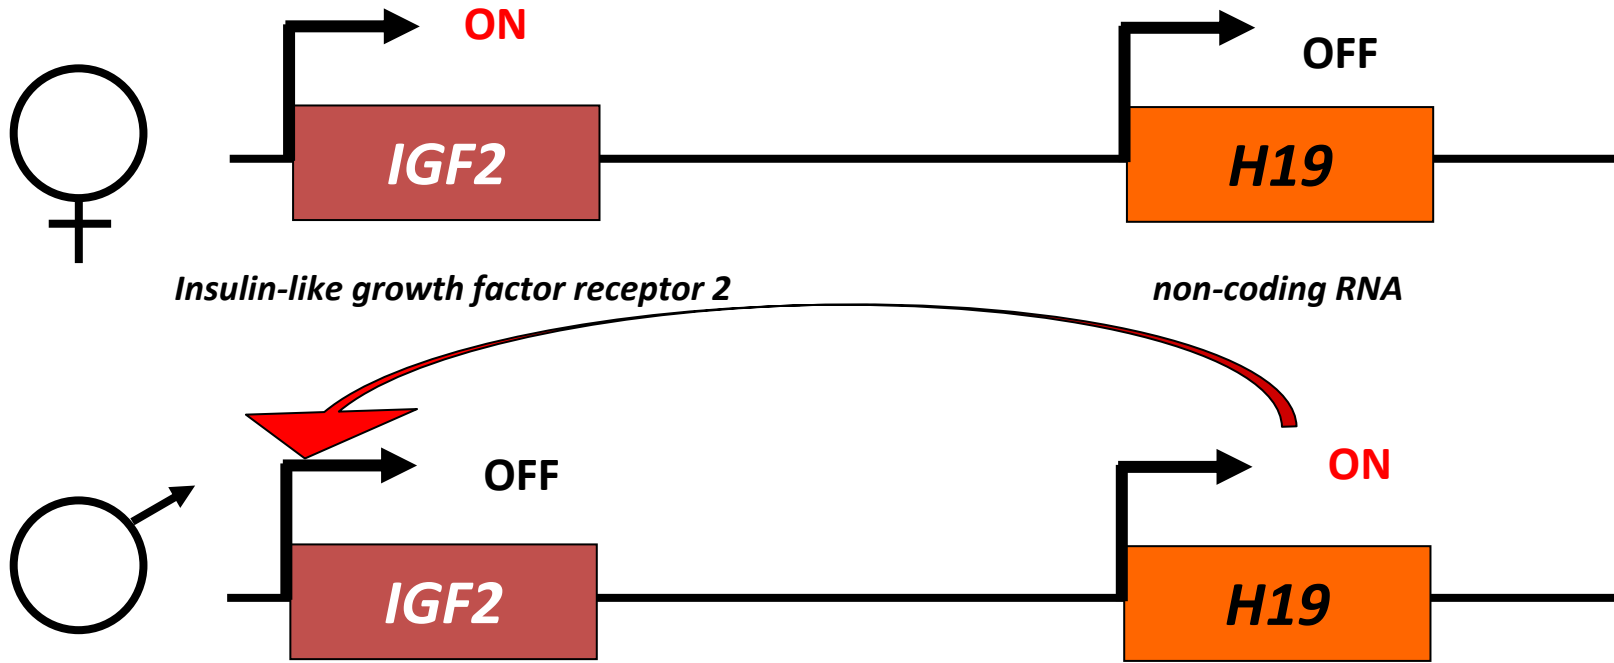 ON
OFF
IGF2
H19
Insulin-like growth factor receptor 2
non-coding RNA
OFF
ON
IGF2
H19